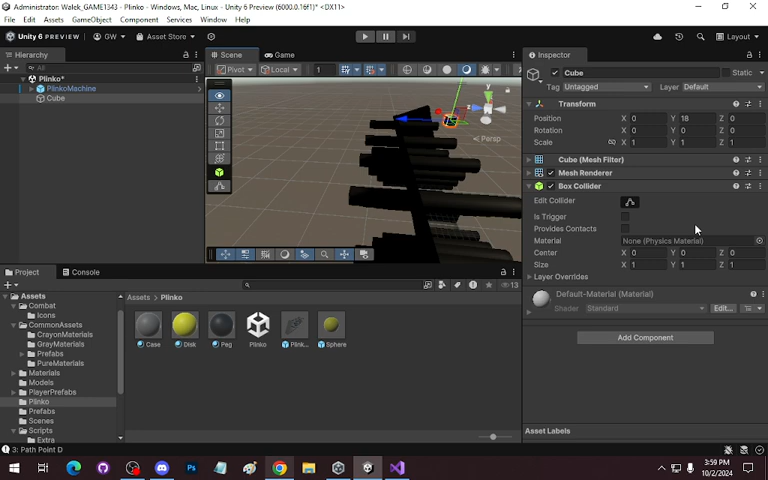 Administrator: Walek_GAME1343 - Plinko - Windows, Mac, Linux - Unity 6 Preview (6000.0.16f1)* <DX11>
File Edit Assets GameObject Component Services Window Help
Unity 6 PREVIEW GW Asset Store Layout
Hierarchy
All
Plinko*
PlinkoMachine
Cube
Scene Game
Pivot Local 1
y
Persp
Inspector
Cube Static
Tag Untagged Layer Default
Transform
Position X 0 Y 18 Z 0
Rotation X 0 Y 0 Z 0
Scale X 1 Y 1 Z 1
Cube (Mesh Filter)
Mesh Renderer
Box Collider
Edit Collider
Is Trigger
Provides Contacts
Material None (Physics Material)
Center X 0 Y 0 Z 0
Size X 1 Y 1 Z 1
Layer Overrides
Default-Material (Material)
Shader Standard Edit...
Add Component
Asset Labels
Project Console
13
Assets
Combat
Icons
CommonAssets
CrayonMaterials
GrayMaterials
Prefabs
PureMaterials
Materials
Models
PlayerPrefabs
Plinko
Prefabs
Scenes
Scripts
Extra
Assets > Plinko
Case Disk Peg Plinko Plink... Sphere
3: Path Point D
3:59 PM
10/2/2024